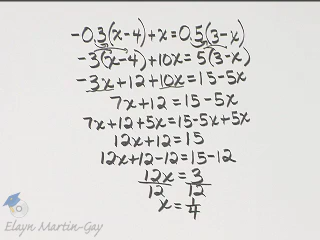 -0.3(x-4)+x=0.5(3-x)
-3(x-4)+10x=5(3-x)
-3x+12+10x=15-5x
7x+12=15-5x
7x+12+5x=15-5x+5x
12x+12=15
12x+12-12=15-12
12x/12=3/12
x=1/4
Elayn Martin-Gay